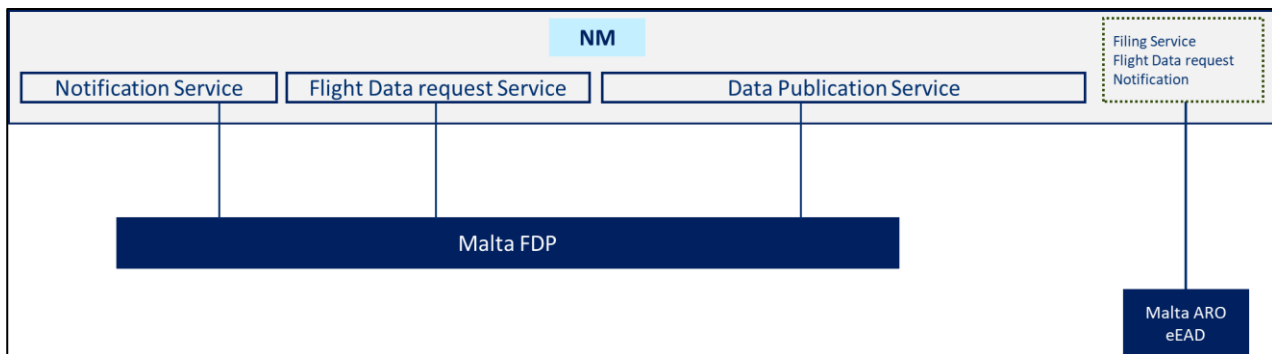 NM
Filing Service
Flight Data request
Notification
Notification Service
Flight Data request Service
Data Publication Service
Malta FDP
Malta ARO
eEAD